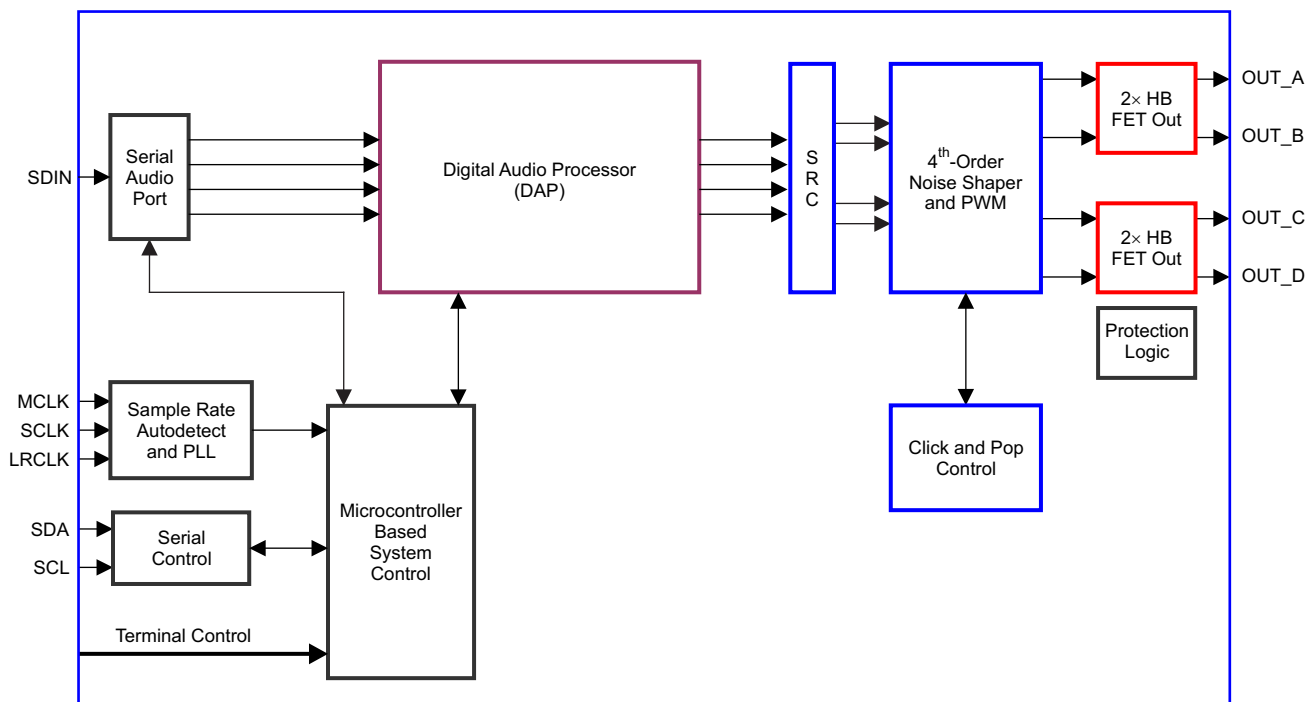 SDIN
Serial
Audio
Port
Digital Audio Processor
(DAP)
S
R
C
4th-Order
Noise Shaper
and PWM
2× HB
FET Out
OUT_A
OUT_B
2× HB
FET Out
OUT_C
OUT_D
Protection
Logic
MCLK
SCLK
LRCLK
Sample Rate
Autodetect
and PLL
SDA
SCL
Serial
Control
Microcontroller
Based
System
Control
Click and Pop
Control
Terminal Control